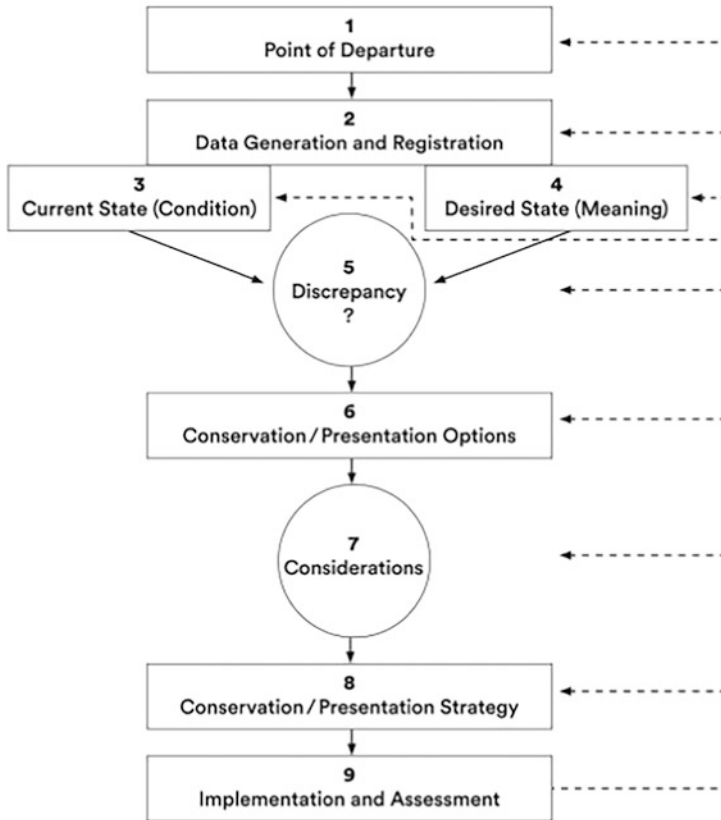 1
Point of Departure
2
Data Generation and Registration
3
Current State (Condition)
4
Desired State (Meaning)
5
Discrepancy
?
6
Conservation / Presentation Options
7
Considerations
8
Conservation / Presentation Strategy
9
Implementation and Assessment